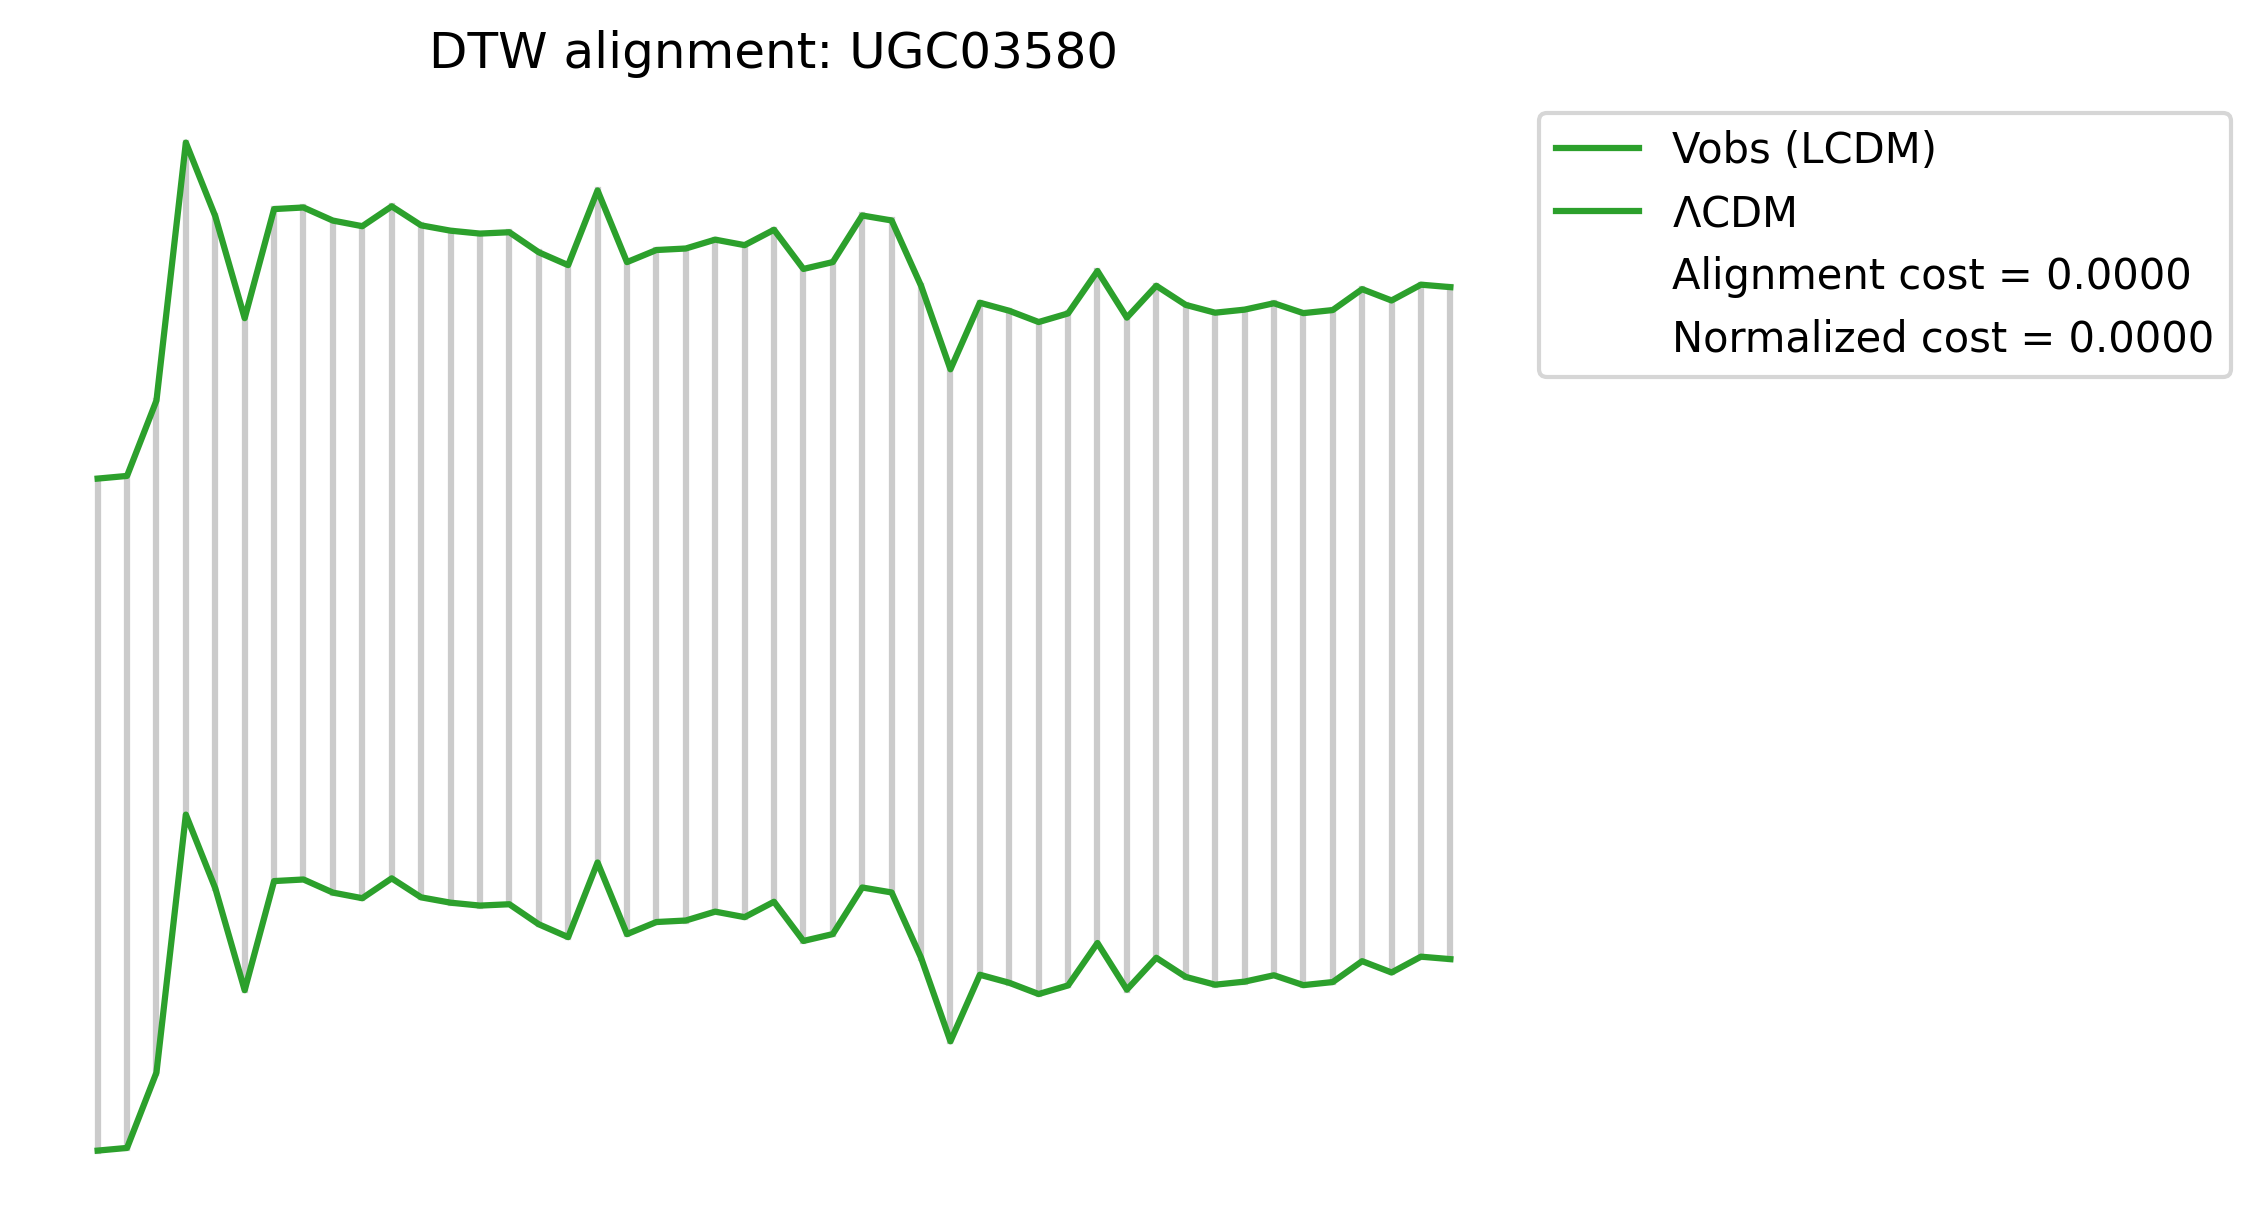 DTW alignment: UGC03580
Vobs (LCDM)
ΛCDM
Alignment cost = 0.0000
Normalized cost = 0.0000